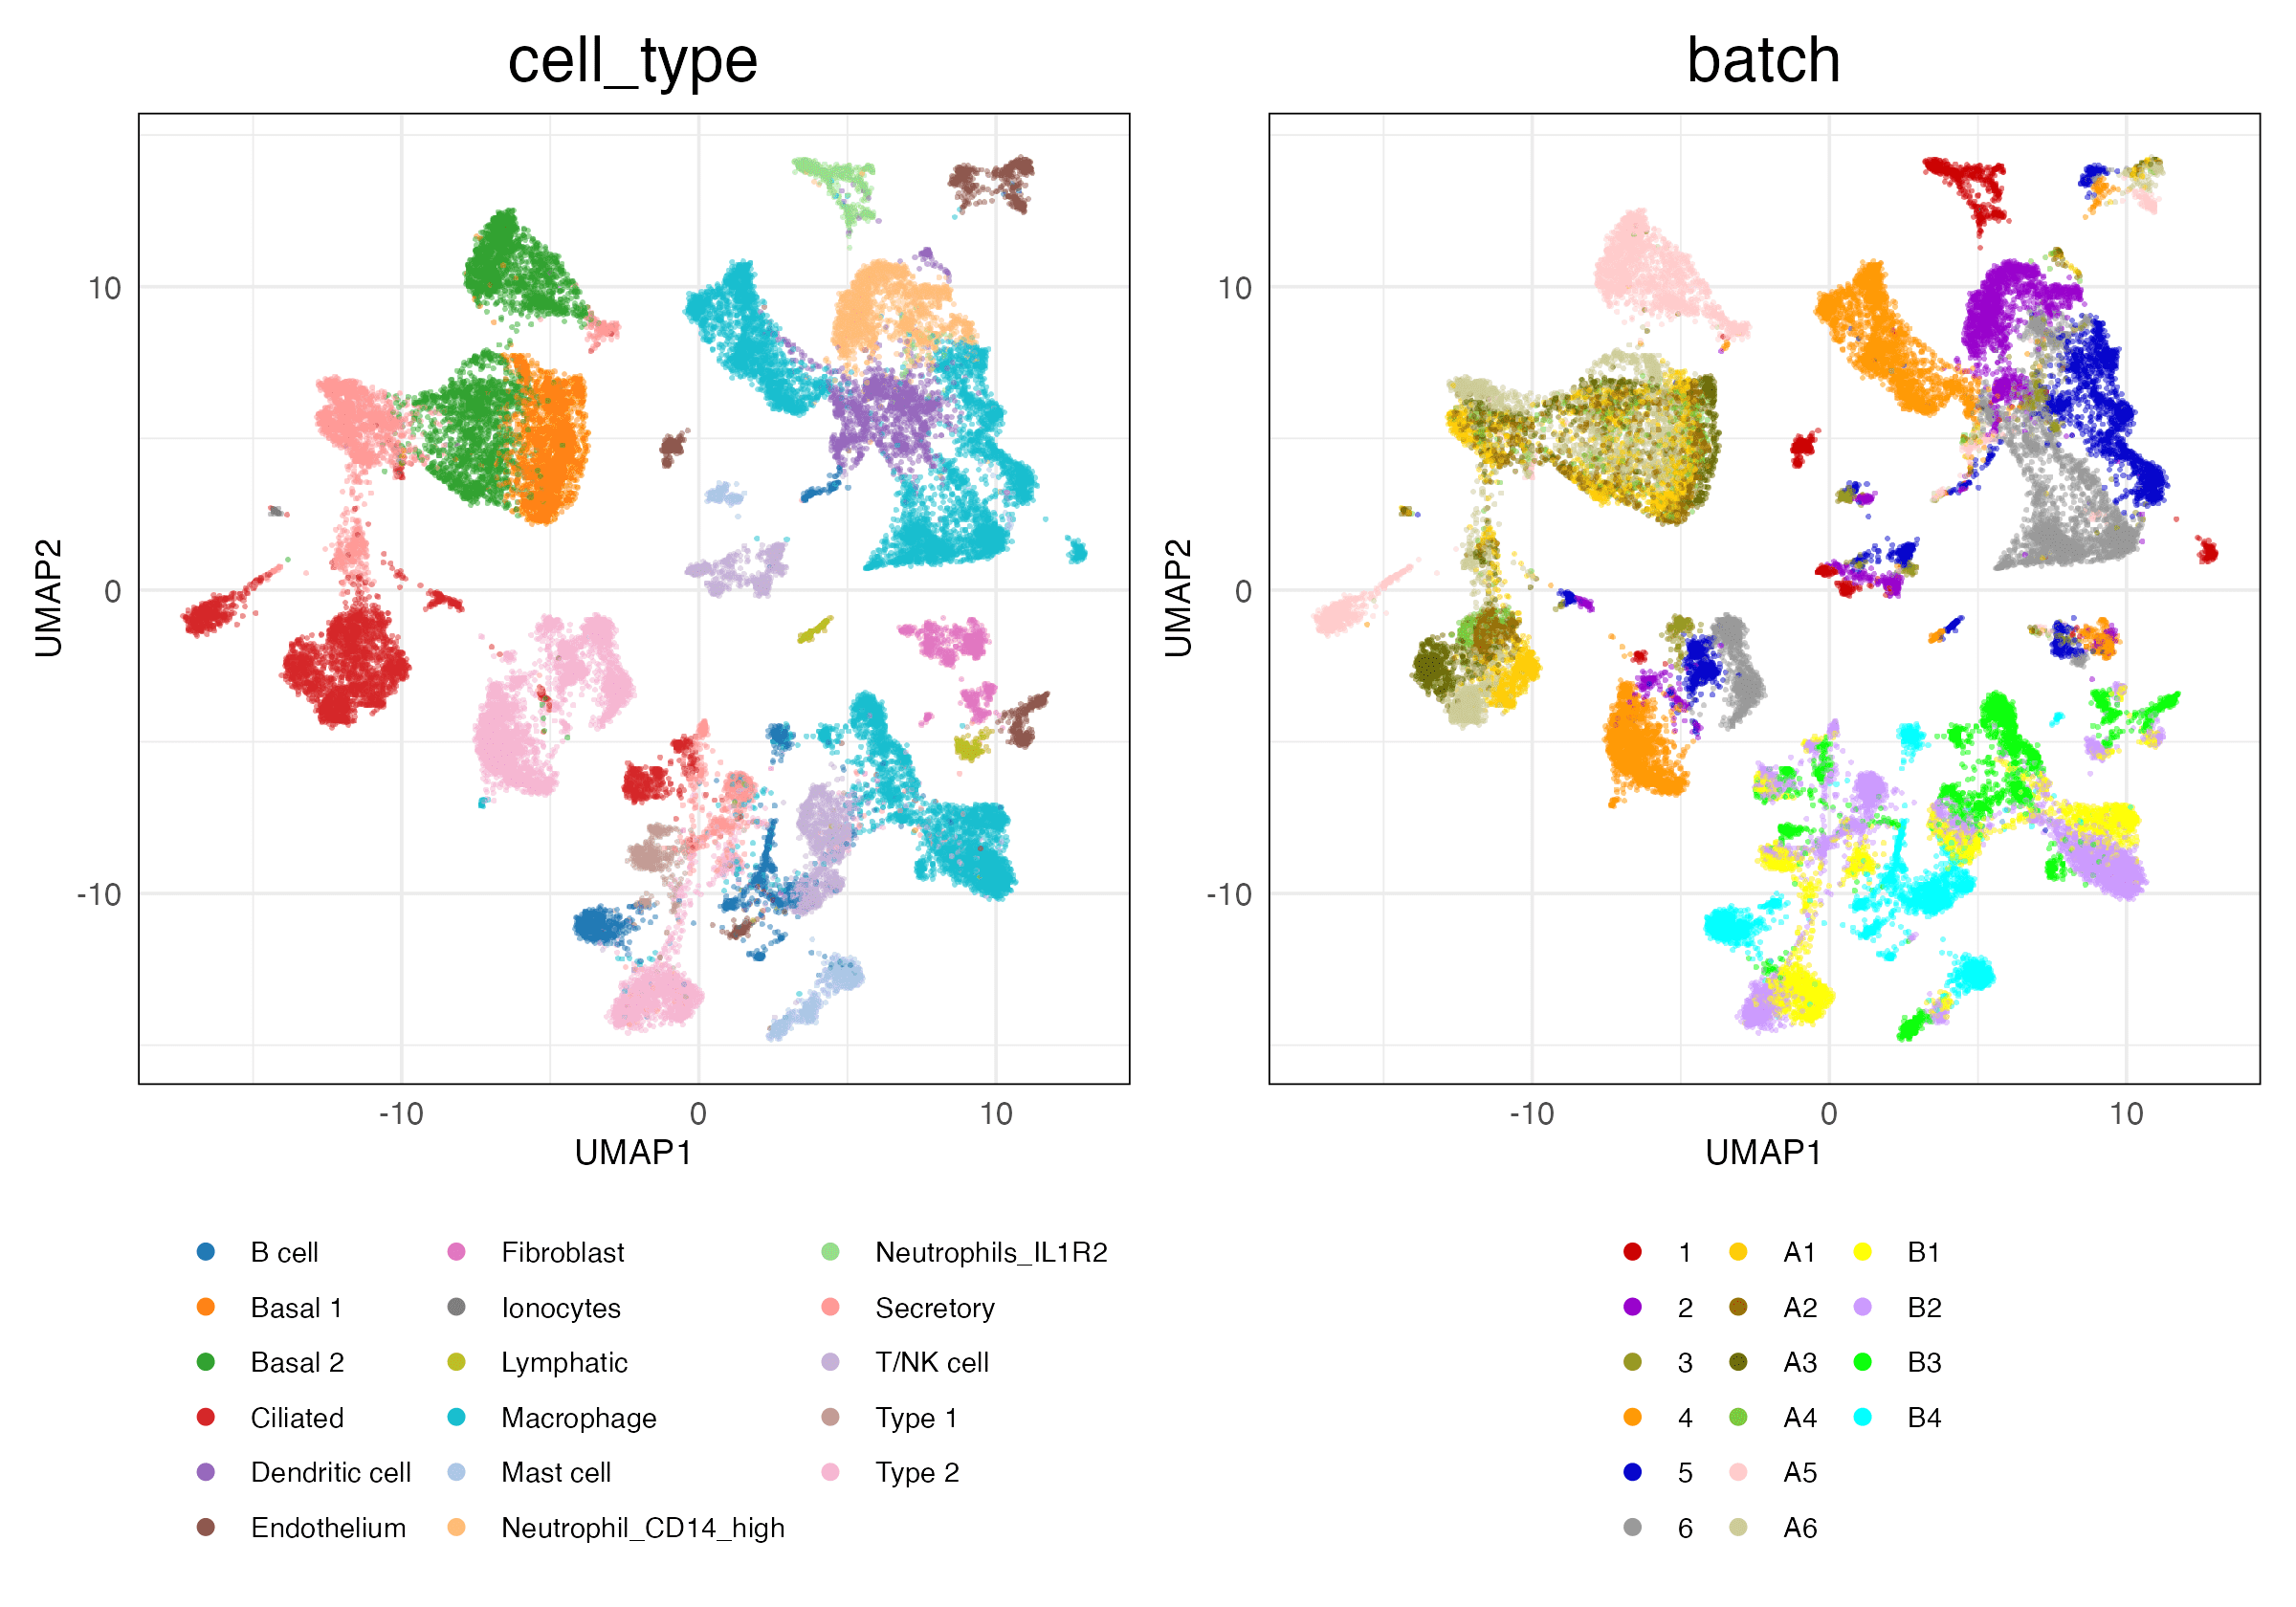 cell_type
batch
UMAP2
10
0
-10
-10 0 10
UMAP1
UMAP2
10
0
-10
-10 0 10
UMAP1
B cell
Basal 1
Basal 2
Ciliated
Dendritic cell
Endothelium
Fibroblast
Ionocytes
Lymphatic
Macrophage
Mast cell
Neutrophil_CD14_high
Neutrophils_IL1R2
Secretory
T/NK cell
Type 1
Type 2
1
2
3
4
5
6
A1
A2
A3
A4
A5
A6
B1
B2
B3
B4